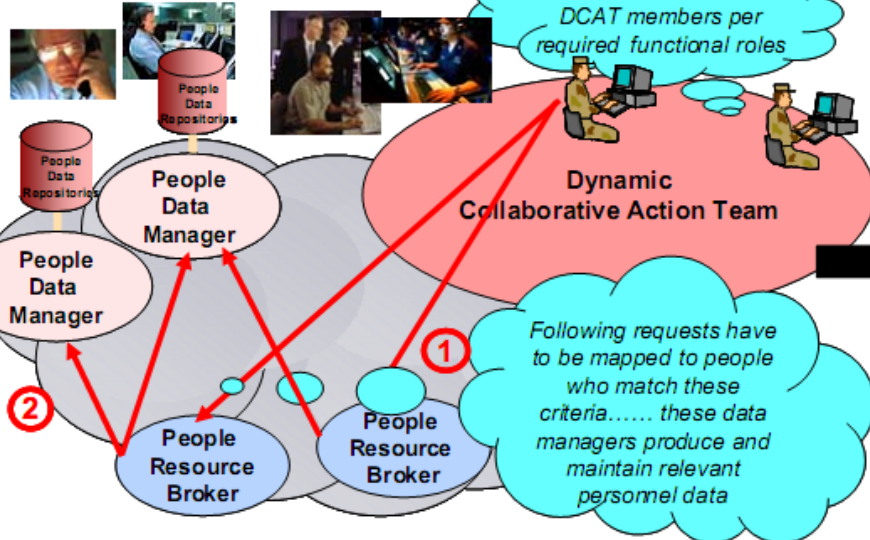 DCAT members per
required functional roles
People
Data
Repositories
People
Data
Repositories
People
Data
Manager
People
Data
Manager
Dynamic
Collaborative Action Team
1
2
Following requests have
to be mapped to people
who match these
criteria...... these data
managers produce and
maintain relevant
personnel data
People
Resource
Broker
People
Resource
Broker